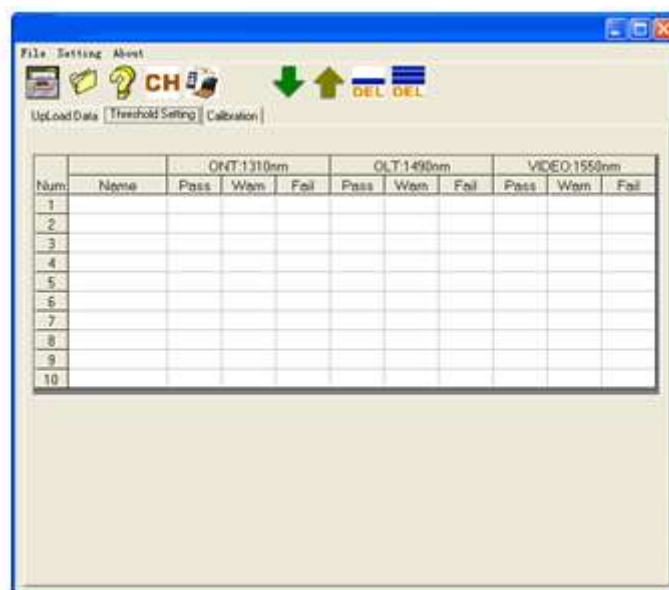 File Setting About
CH DEL DEL
UpLoad Data Threshold Setting Calibration
ONT:1310nm OLT:1490nm VIDEO:1550nm
Num Name Pass Warn Fail Pass Warn Fail Pass Warn Fail
1
2
3
4
5
6
7
8
9
10